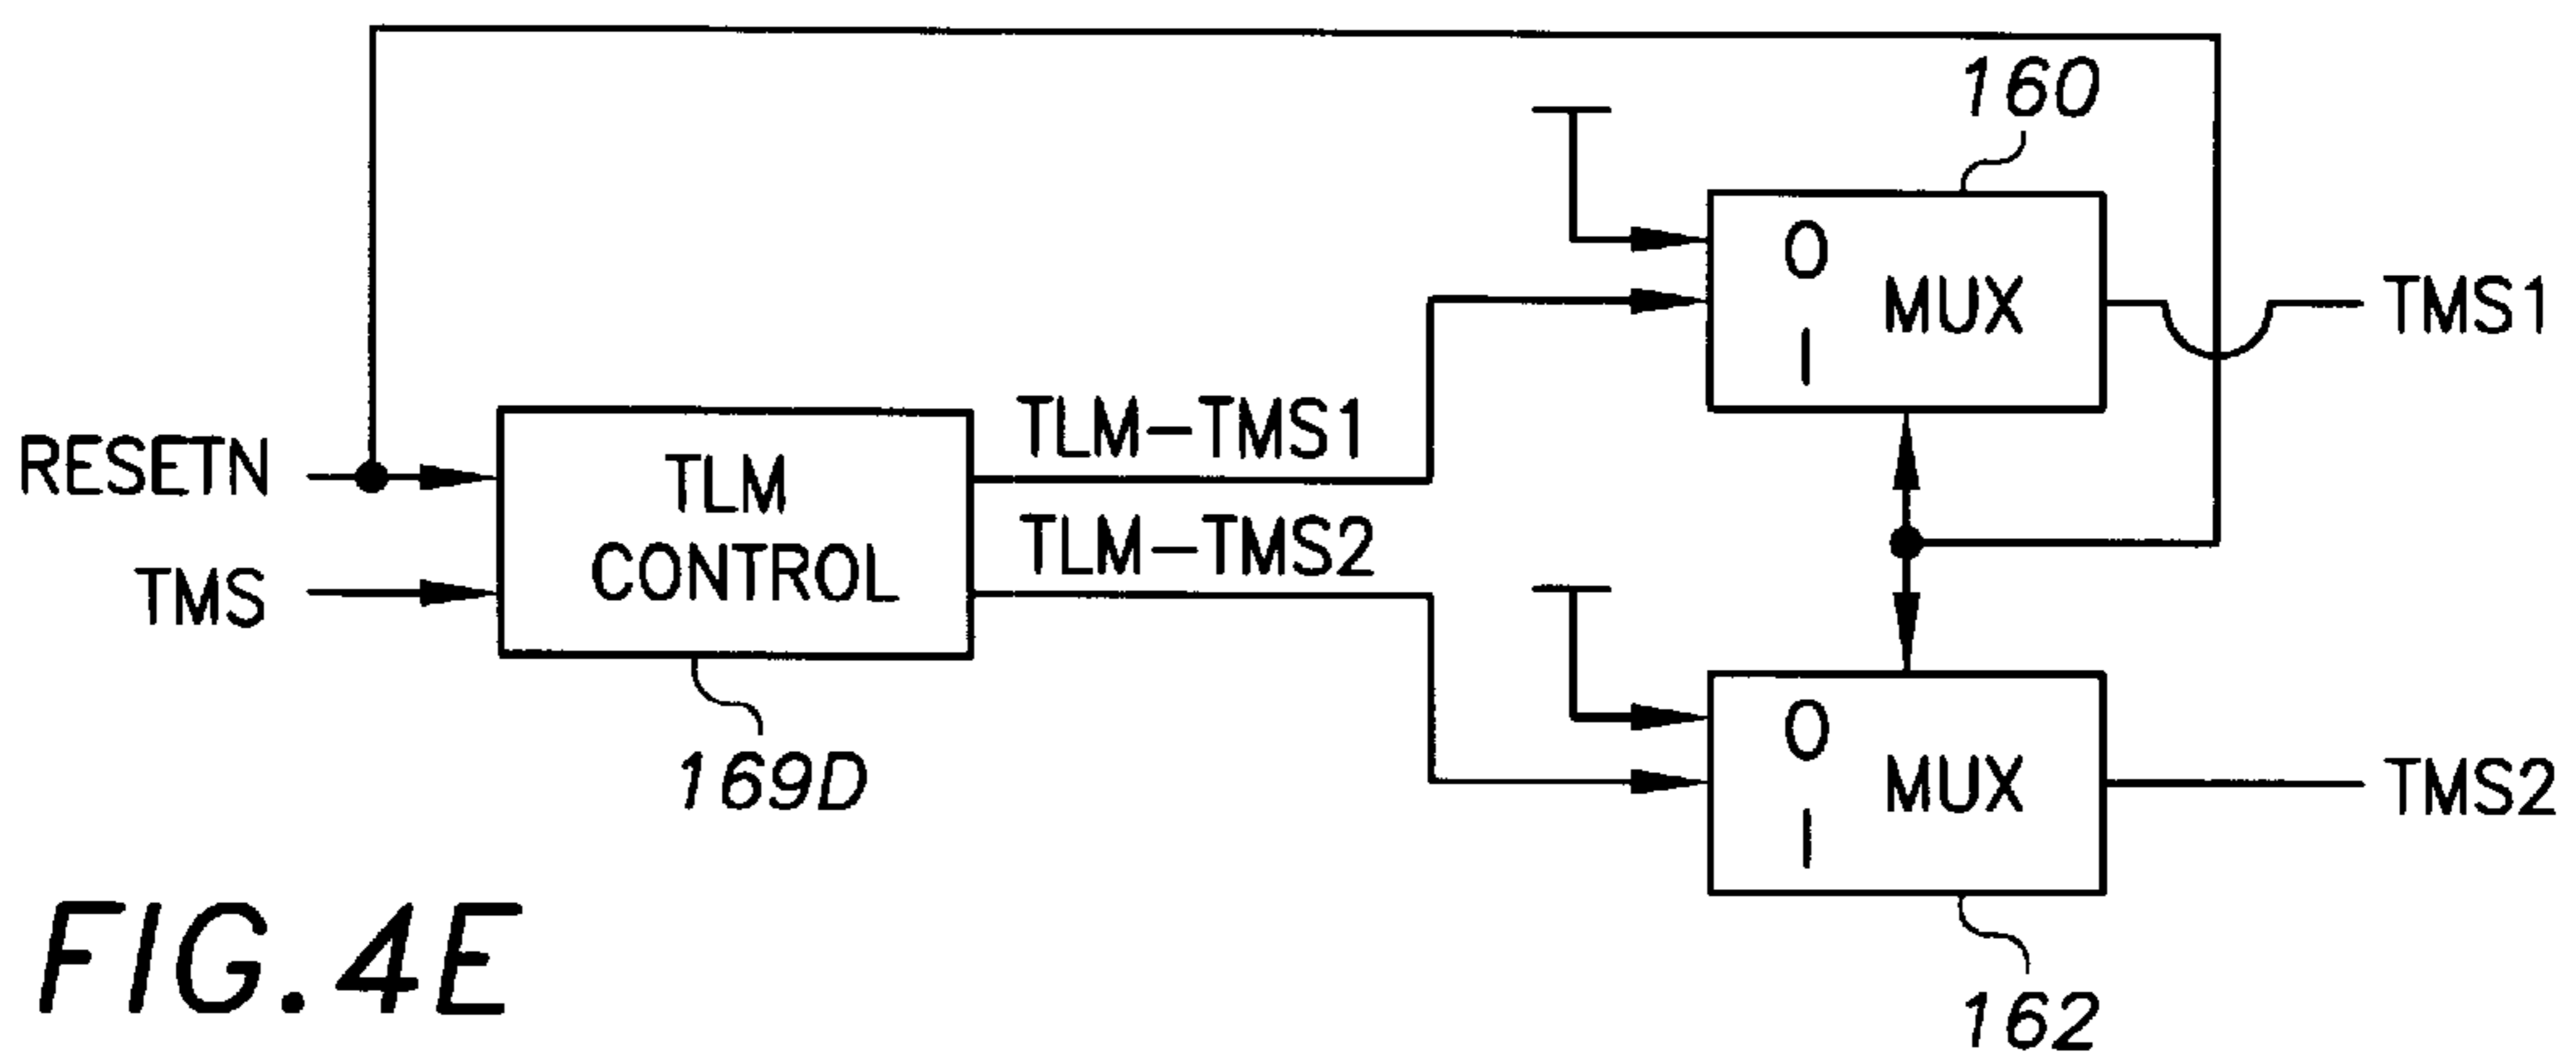 160
0
MUX
1
TMS1
RESETN
TMS
TLM
CONTROL
TLM-TMS1
TLM-TMS2
169D
0
MUX
1
TMS2
162
FIG.4E